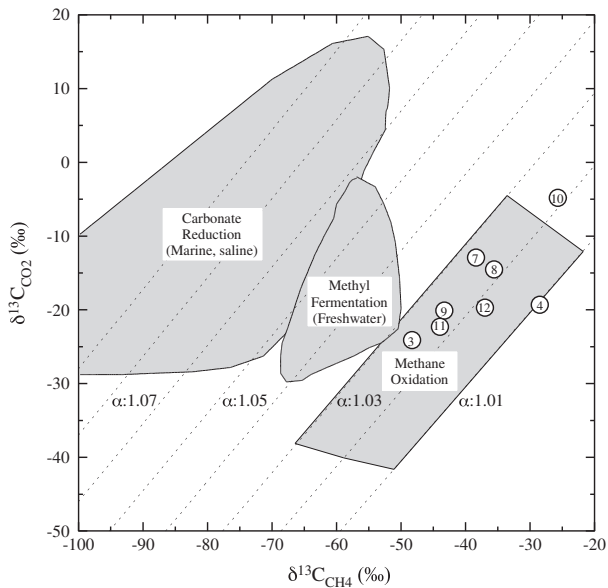 20
10
0
-10
-20
-30
-40
-50
δ¹³C_CO2 (‰)
Carbonate
Reduction
(Marine, saline)
Methyl
Fermentation
(Freshwater)
Methane
Oxidation
10
7
8
9
11
12
4
3
α:1.07 α:1.05 α:1.03 α:1.01
-100 -90 -80 -70 -60 -50 -40 -30 -20
δ¹³C_CH4 (‰)